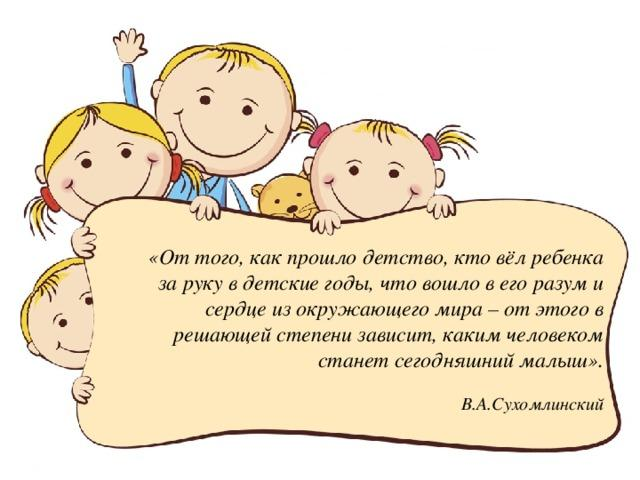 «От того, как прошло детство, кто вёл ребенка
за руку в детские годы, что вошло в его разум и
сердце из окружающего мира – от этого в
решающей степени зависит, каким человеком
станет сегодняшний малыш».
В.А.Сухомлинский